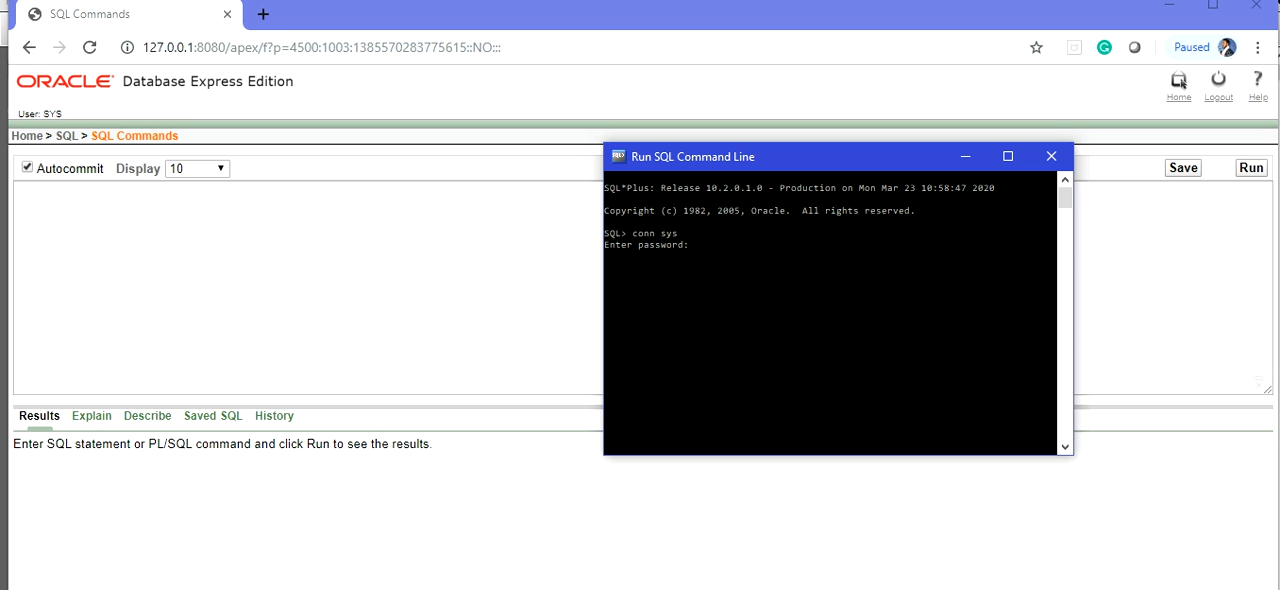 SQL Commands
127.0.0.1:8080/apex/f?p=4500:1003:1385570283775615::NO:::
Paused
ORACLE Database Express Edition
Home Logout Help
User: SYS
Home > SQL > SQL Commands
Autocommit Display 10
Save Run
Run SQL Command Line
SQL*Plus: Release 10.2.0.1.0 - Production on Mon Mar 23 10:58:47 2020
Copyright (c) 1982, 2005, Oracle. All rights reserved.
SQL> conn sys
Enter password:
Results Explain Describe Saved SQL History
Enter SQL statement or PL/SQL command and click Run to see the results.